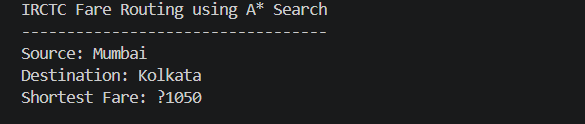 IRCTC Fare Routing using A* Search
----------------------------------
Source: Mumbai
Destination: Kolkata
Shortest Fare: ?1050